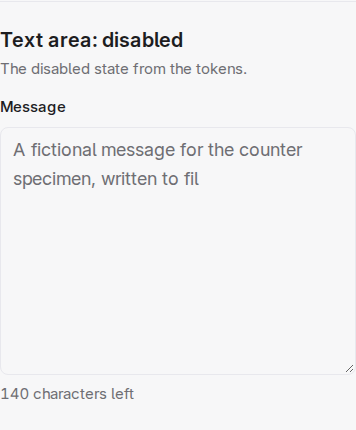 Text area: disabled
The disabled state from the tokens.
Message
A fictional message for the counter
specimen, written to fil
140 characters left